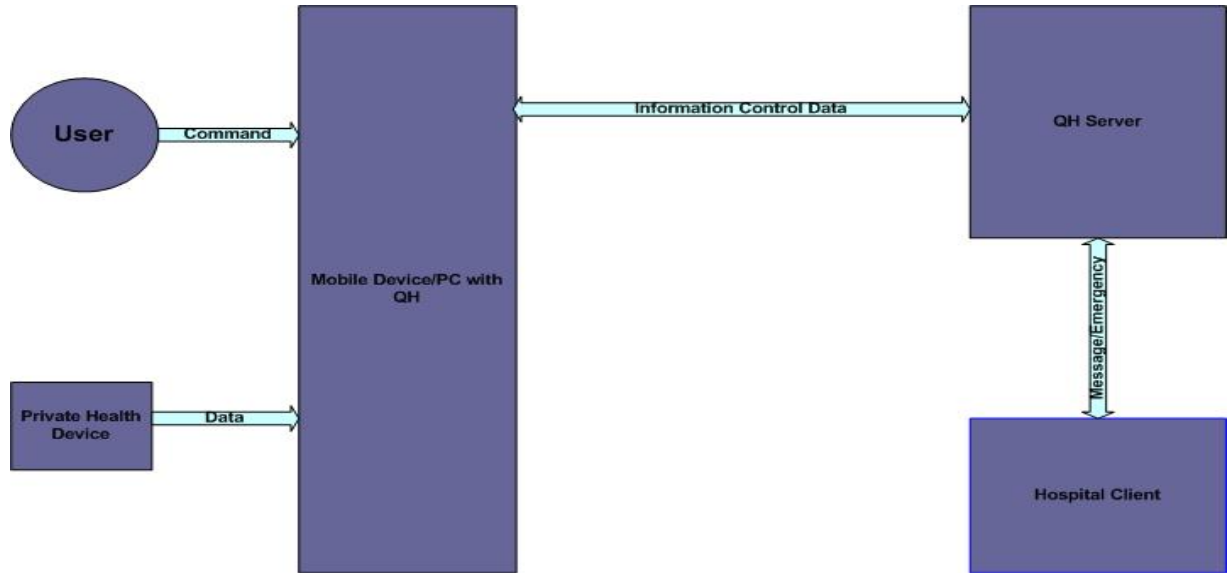 User
Command
Information Control Data
QH Server
Mobile Device/PC with
QH
Message/Emergency
Private Health
Device
Data
Hospital Client